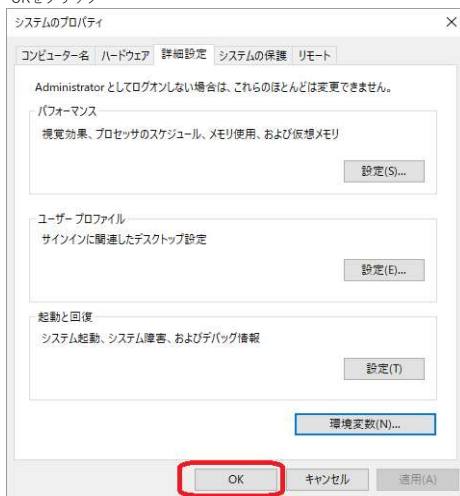 OKをクリック
システムのプロパティ
コンピューター名 ハードウェア 詳細設定 システムの保護 リモート
Administrator としてログオンしない場合は、これらのほとんどは変更できません。
パフォーマンス
視覚効果、プロセッサのスケジュール、メモリ使用、および仮想メモリ
設定(S)...
ユーザー プロファイル
サインインに関連したデスクトップ設定
設定(E)...
起動と回復
システム起動、システム障害、およびデバッグ情報
設定(T)
環境変数(N)...
OK キャンセル 適用(A)